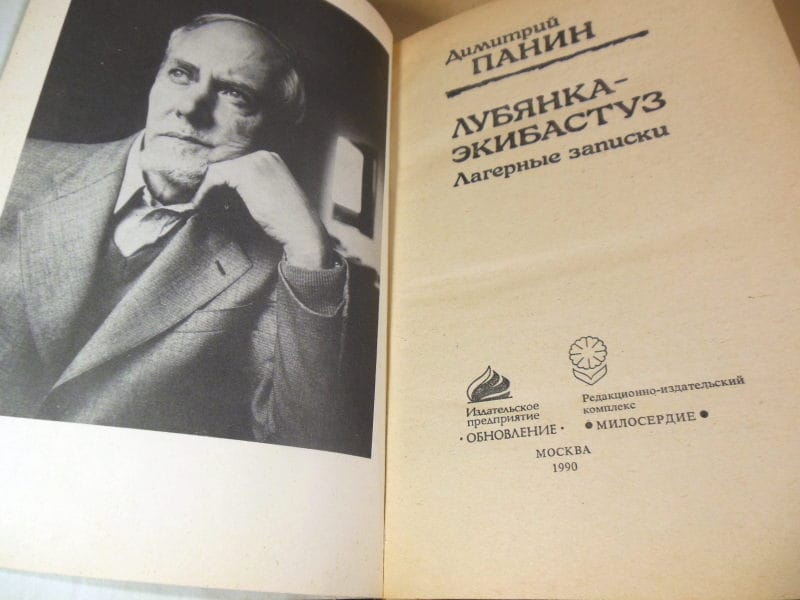 Димитрий
ПАНИН
ЛУБЯНКА-
ЭКИБАСТУЗ
Лагерные записки
Издательское
предприятие
· ОБНОВЛЕНИЕ ·
Редакционно-издательский
комплекс
● МИЛОСЕРДИЕ ●
МОСКВА
1990